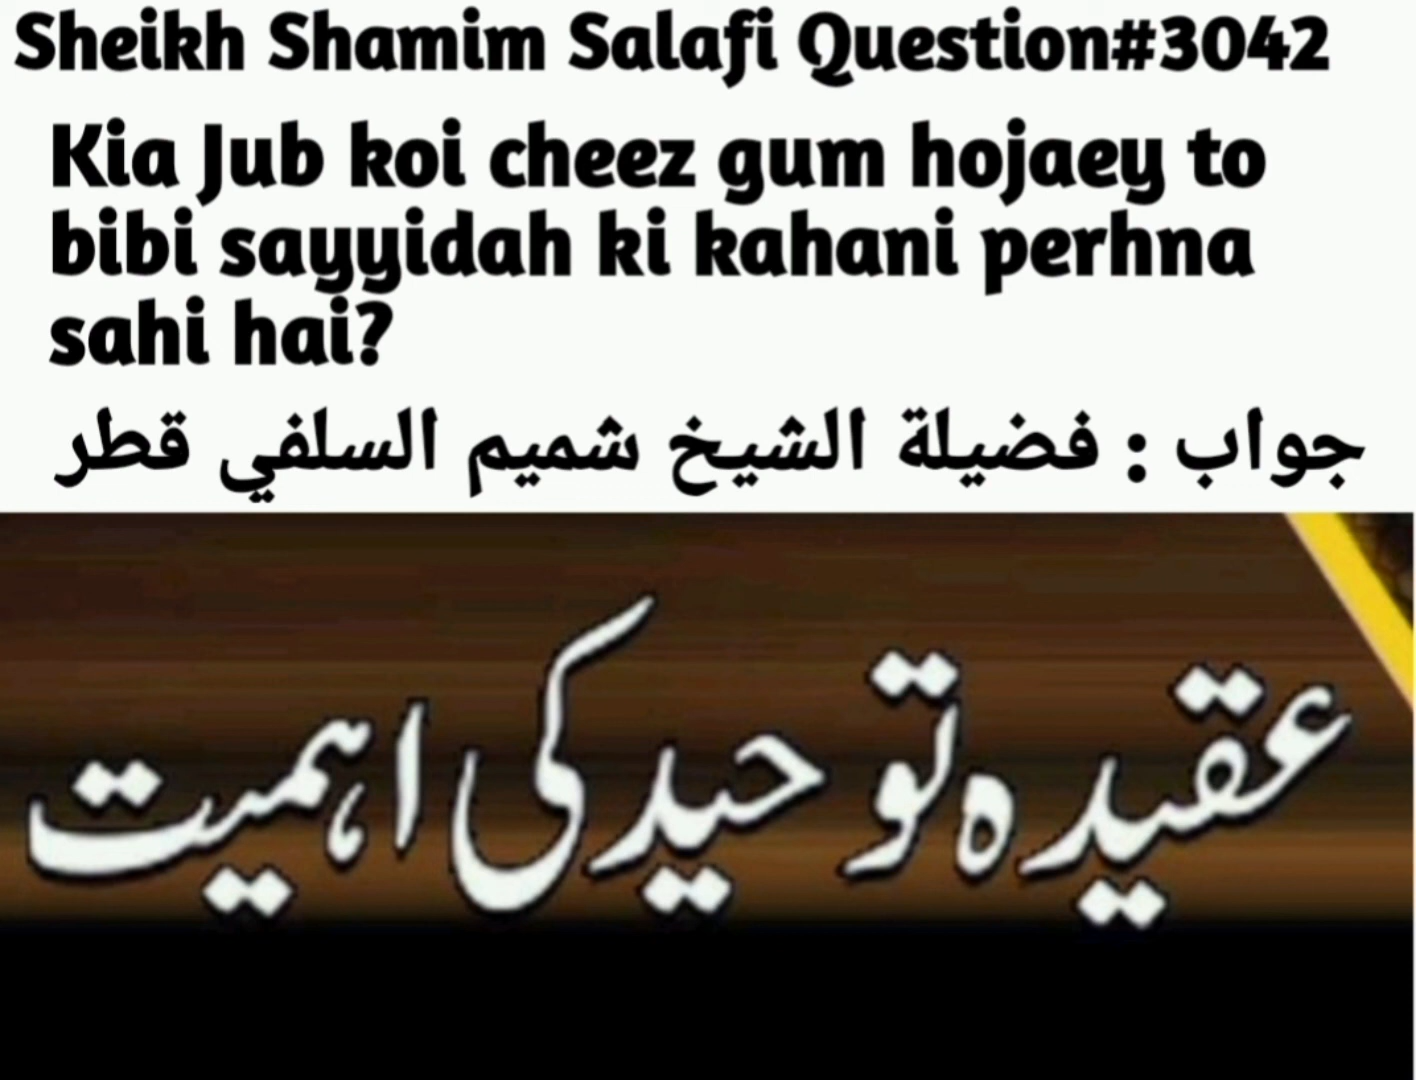 Sheikh Shamim Salafi Question#3042
Kia Jub koi cheez gum hojaey to
bibi sayyidah ki kahani perhna
sahi hai?
جواب : فضيلة الشيخ شميم السلفي قطر
عقیدہ توحید کی اہمیت